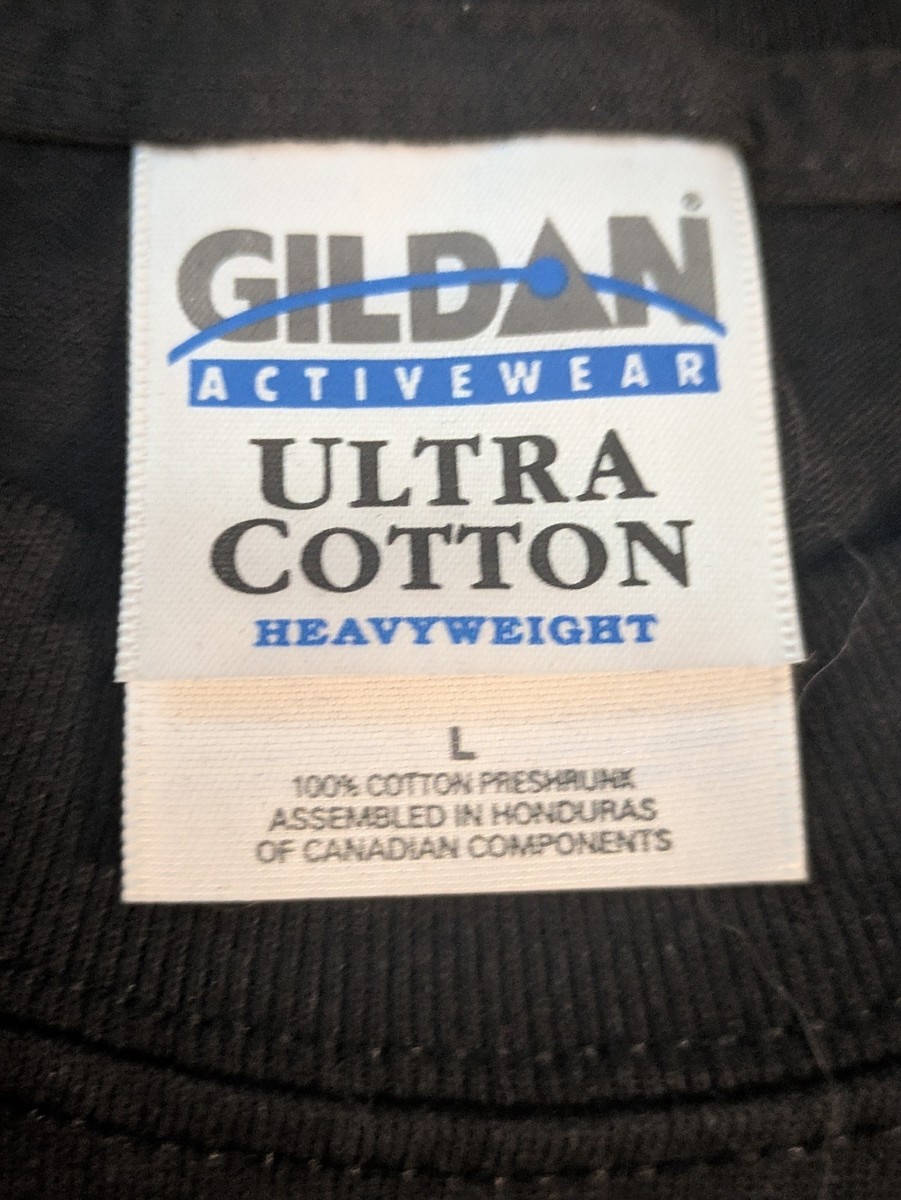 GILDAN®
ACTIVEWEAR
ULTRA
COTTON
HEAVYWEIGHT
L
100% COTTON PRESHRUNK
ASSEMBLED IN HONDURAS
OF CANADIAN COMPONENTS